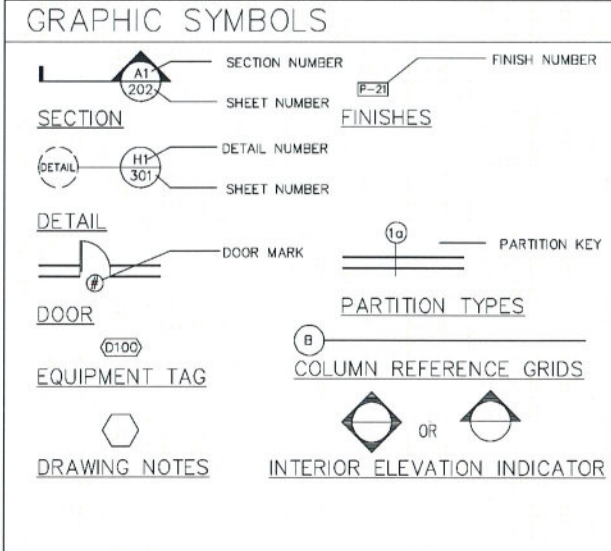 GRAPHIC SYMBOLS
A1
202
SECTION NUMBER
SHEET NUMBER
SECTION
P-21
FINISH NUMBER
FINISHES
DETAIL
H1
301
DETAIL NUMBER
SHEET NUMBER
DETAIL
#
DOOR MARK
DOOR
1a
PARTITION KEY
PARTITION TYPES
D100
EQUIPMENT TAG
B
COLUMN REFERENCE GRIDS
DRAWING NOTES
OR
INTERIOR ELEVATION INDICATOR